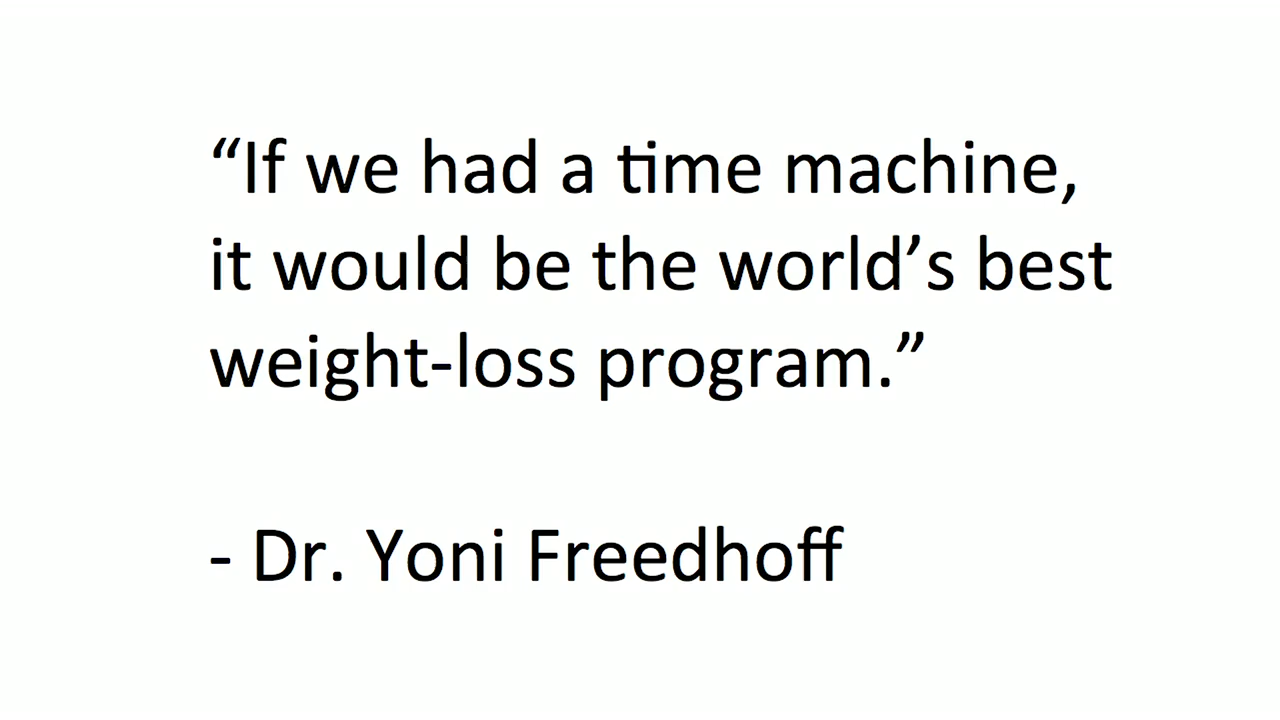 “If we had a time machine,
it would be the world’s best
weight-loss program.”
- Dr. Yoni Freedhoff